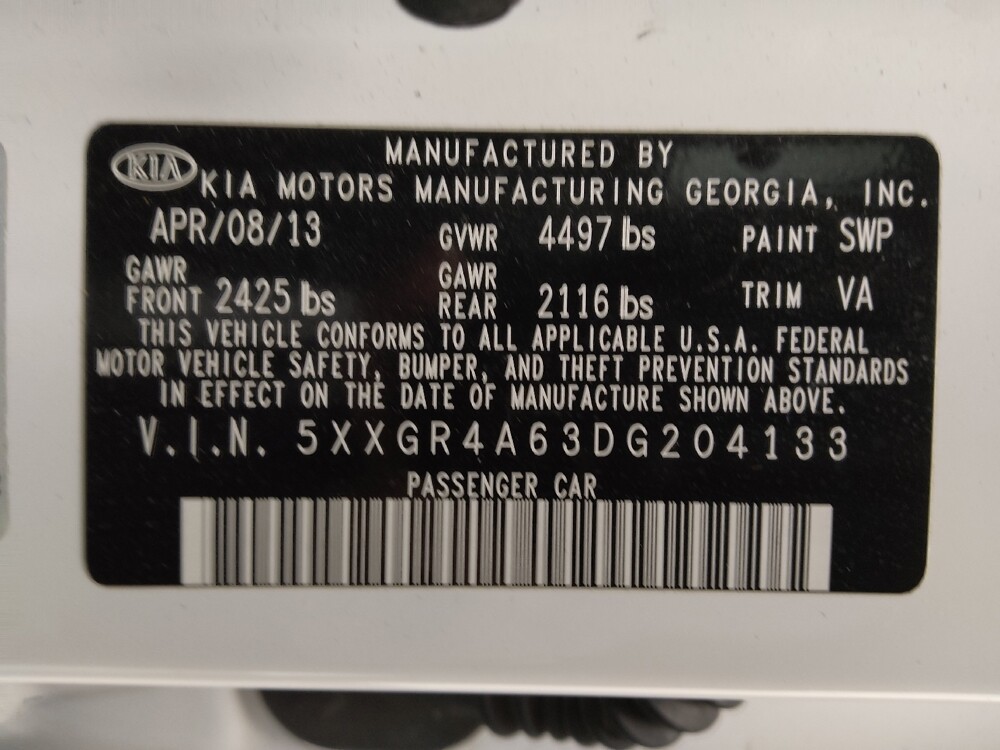 MANUFACTURED BY
KIA KIA MOTORS MANUFACTURING GEORGIA, INC.
APR/08/13 GVWR 4497 lbs PAINT SWP
GAWR FRONT 2425 lbs GAWR REAR 2116 lbs TRIM VA
THIS VEHICLE CONFORMS TO ALL APPLICABLE U.S.A. FEDERAL
MOTOR VEHICLE SAFETY, BUMPER, AND THEFT PREVENTION STANDARDS
IN EFFECT ON THE DATE OF MANUFACTURE SHOWN ABOVE.
V.I.N. 5XXGR4A63DG204133
PASSENGER CAR